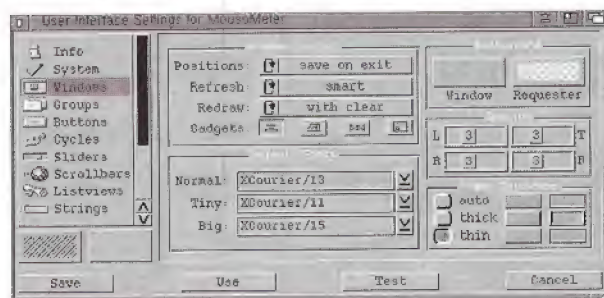 User Interface Settings for MouseMeter
Info
System
Windows
Groups
Buttons
Cycles
Sliders
Scrollbars
Listviews
Strings
Positions: save on exit
Refresh: smart
Redraw: with clear
Gadgets:
Normal: XCourier/13
Tiny: XCourier/11
Big: XCourier/15
Window Requester
L 3 3 T
R 3 3 B
auto
thick
thin
Save Use Test Cancel